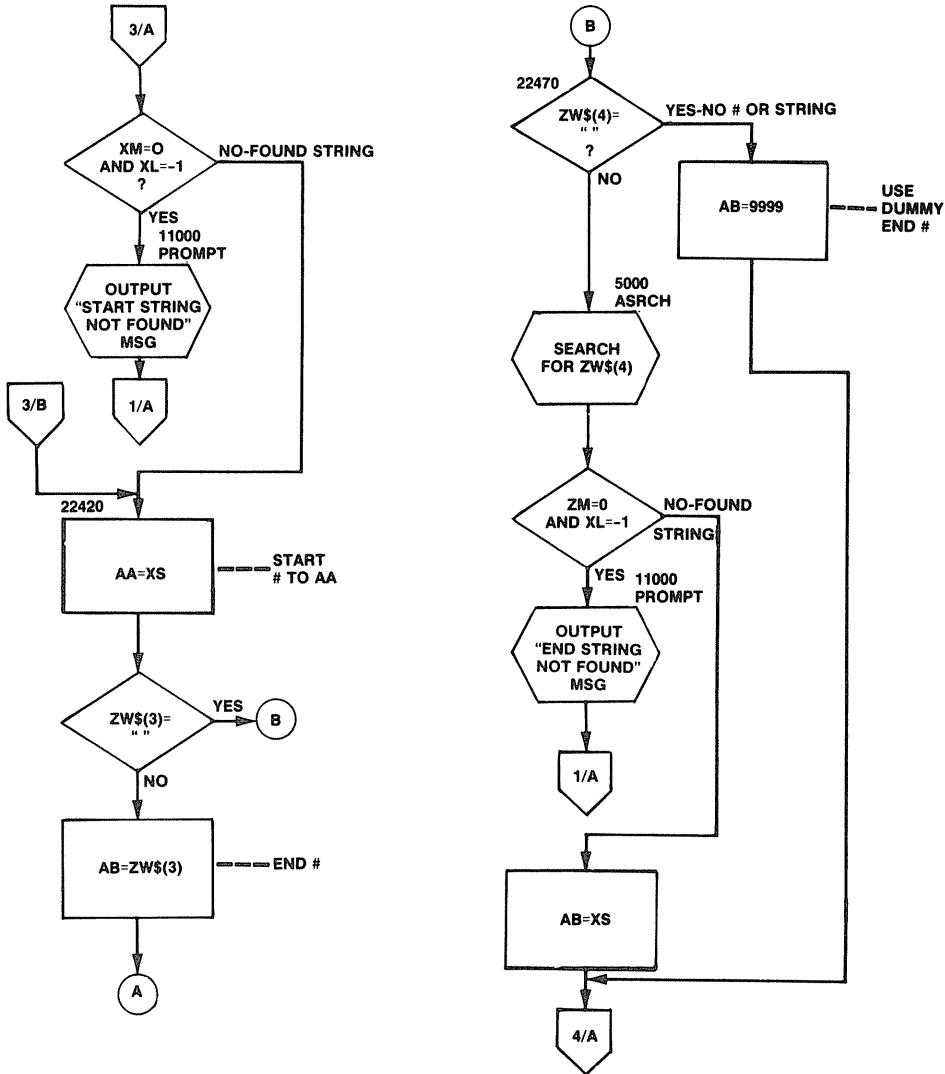 3/A
XM=O
AND XL=–1
?
NO-FOUND STRING
YES
11000
PROMPT
OUTPUT
“START STRING
NOT FOUND”
MSG
1/A
3/B
22420
AA=XS
START
# TO AA
ZW$(3)=
“ ”
YES
B
NO
AB=ZW$(3)
END #
A
B
22470
ZW$(4)=
“ ”
?
YES-NO # OR STRING
NO
AB=9999
USE
DUMMY
END #
5000
ASRCH
SEARCH
FOR ZW$(4)
ZM=0
AND XL=–1
NO-FOUND
STRING
YES
11000
PROMPT
OUTPUT
“END STRING
NOT FOUND”
MSG
1/A
AB=XS
4/A